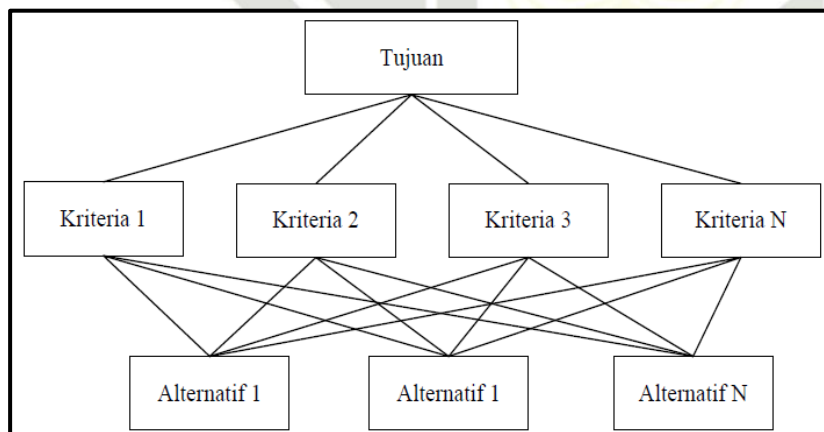 Tujuan
Kriteria 1
Kriteria 2
Kriteria 3
Kriteria N
Alternatif 1
Alternatif 1
Alternatif N